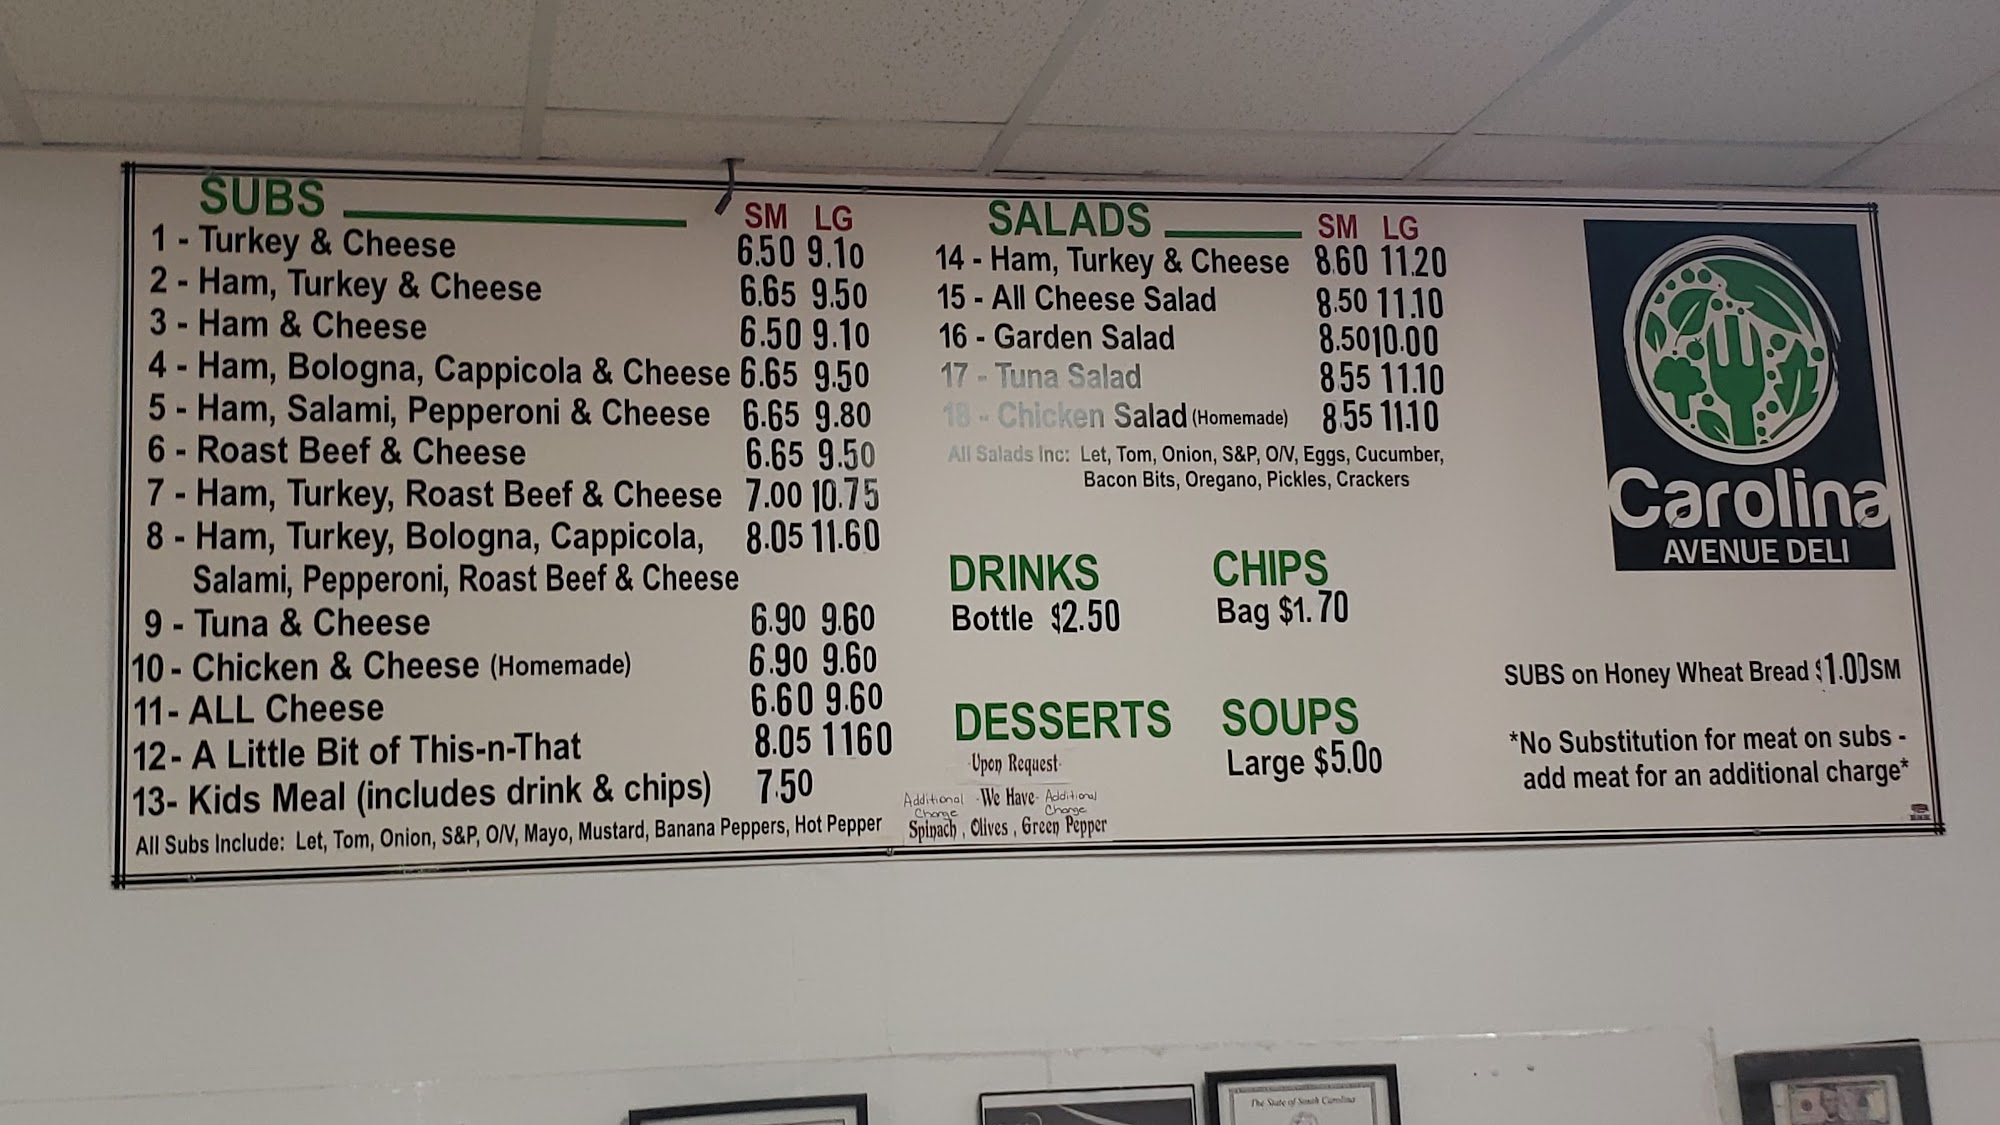 SUBS SM LG
1 - Turkey & Cheese 6.50 9.10
2 - Ham, Turkey & Cheese 6.65 9.50
3 - Ham & Cheese 6.50 9.10
4 - Ham, Bologna, Cappicola & Cheese 6.65 9.50
5 - Ham, Salami, Pepperoni & Cheese 6.65 9.80
6 - Roast Beef & Cheese 6.65 9.50
7 - Ham, Turkey, Roast Beef & Cheese 7.00 10.75
8 - Ham, Turkey, Bologna, Cappicola, 8.05 11.60
Salami, Pepperoni, Roast Beef & Cheese
9 - Tuna & Cheese 6.90 9.60
10 - Chicken & Cheese (Homemade) 6.90 9.60
11- ALL Cheese 6.60 9.60
12- A Little Bit of This-n-That 8.05 1160
13- Kids Meal (includes drink & chips) 7.50
All Subs Include: Let, Tom, Onion, S&P, O/V, Mayo, Mustard, Banana Peppers, Hot Pepper
SALADS SM LG
14 - Ham, Turkey & Cheese 8.60 11.20
15 - All Cheese Salad 8.50 11.10
16 - Garden Salad 8.50 10.00
17 - Tuna Salad 8.55 11.10
18 - Chicken Salad (Homemade) 8.55 11.10
All Salads Inc: Let, Tom, Onion, S&P, O/V, Eggs, Cucumber,
Bacon Bits, Oregano, Pickles, Crackers
DRINKS
Bottle $2.50
CHIPS
Bag $1.70
DESSERTS
-Upon Request-
SOUPS
Large $5.00
Additional Charge -We Have- Additional Charge
Spinach, Olives, Green Pepper
Carolina
AVENUE DELI
SUBS on Honey Wheat Bread $1.00 SM
*No Substitution for meat on subs -
add meat for an additional charge*
The State of South Carolina